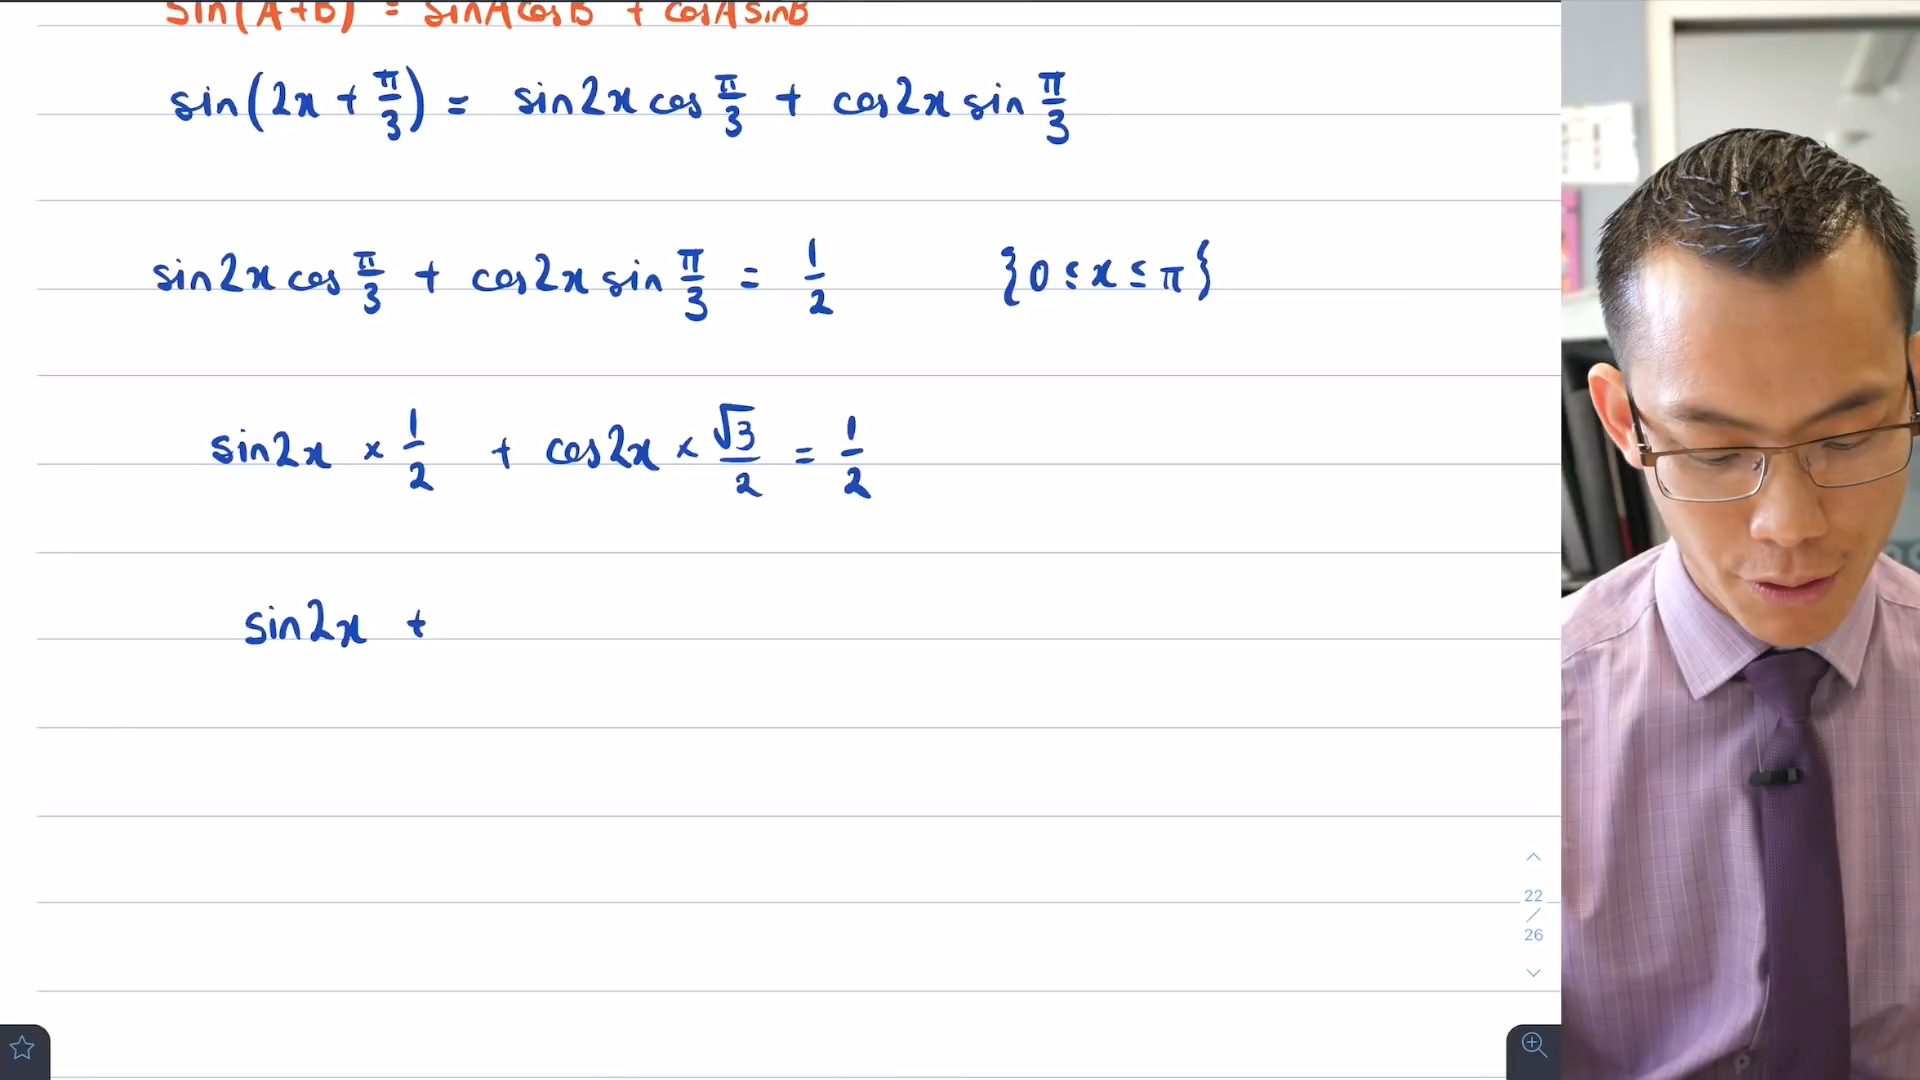 sin(A+B) = sinAcosB + cosAsinB
sin(2x + π/3) = sin2x cos π/3 + cos2x sin π/3
sin2x cos π/3 + cos2x sin π/3 = 1/2 {0 ≤ x ≤ π}
sin2x × 1/2 + cos2x × √3/2 = 1/2
sin2x +
22
/
26